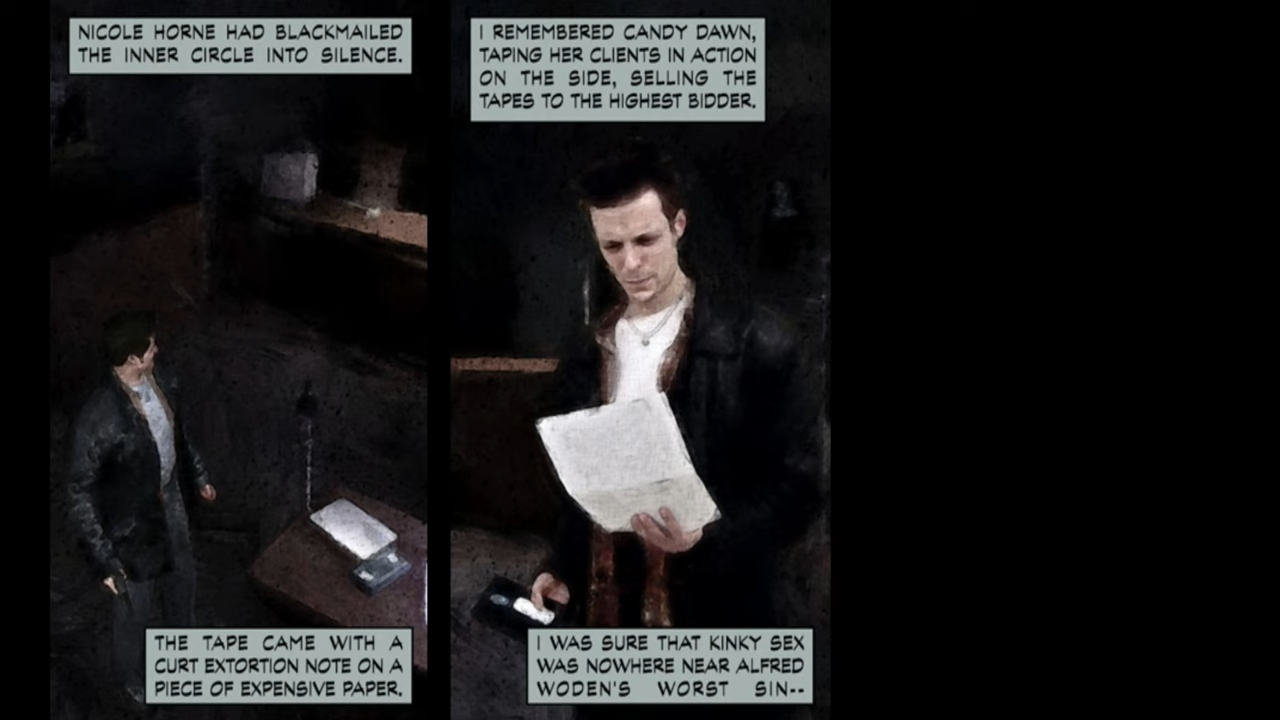 NICOLE HORNE HAD BLACKMAILED
THE INNER CIRCLE INTO SILENCE.
THE TAPE CAME WITH A
CURT EXTORTION NOTE ON A
PIECE OF EXPENSIVE PAPER.
I REMEMBERED CANDY DAWN,
TAPING HER CLIENTS IN ACTION
ON THE SIDE, SELLING THE
TAPES TO THE HIGHEST BIDDER.
I WAS SURE THAT KINKY SEX
WAS NOWHERE NEAR ALFRED
WODEN'S WORST SIN--